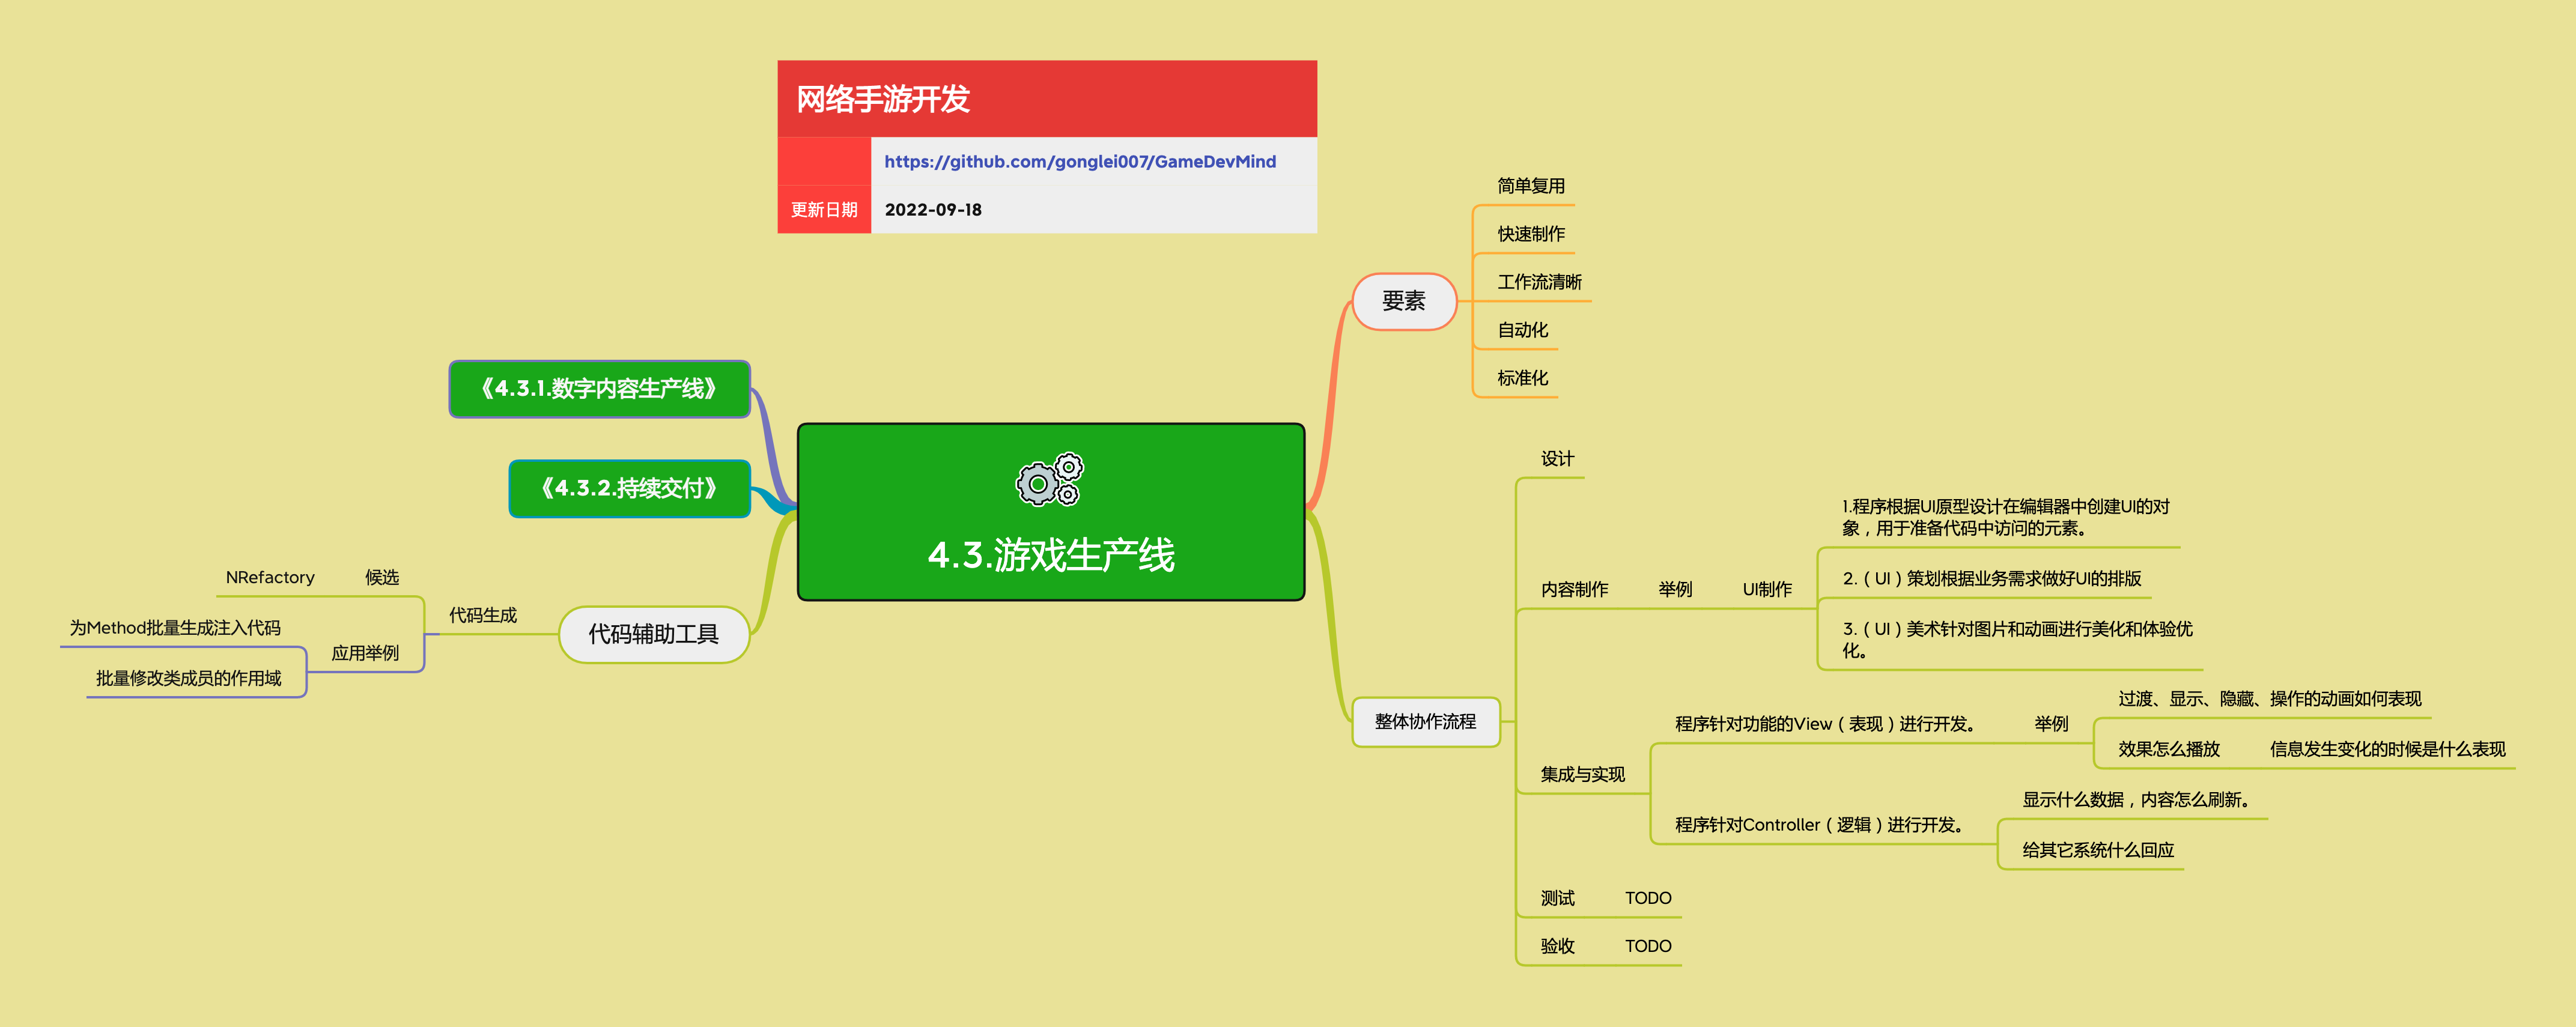 网络手游开发
https://github.com/gonglei007/GameDevMind
更新日期
2022-09-18
4.3.游戏生产线
要素
简单复用
快速制作
工作流清晰
自动化
标准化
整体协作流程
设计
内容制作
举例
UI制作
1.程序根据UI原型设计在编辑器中创建UI的对
象，用于准备代码中访问的元素。
2.（UI）策划根据业务需求做好UI的排版
3.（UI）美术针对图片和动画进行美化和体验优
化。
集成与实现
程序针对功能的View（表现）进行开发。
举例
过渡、显示、隐藏、操作的动画如何表现
效果怎么播放
信息发生变化的时候是什么表现
程序针对Controller（逻辑）进行开发。
显示什么数据，内容怎么刷新。
给其它系统什么回应
测试
TODO
验收
TODO
《4.3.1.数字内容生产线》
《4.3.2.持续交付》
代码辅助工具
代码生成
候选
NRefactory
应用举例
为Method批量生成注入代码
批量修改类成员的作用域